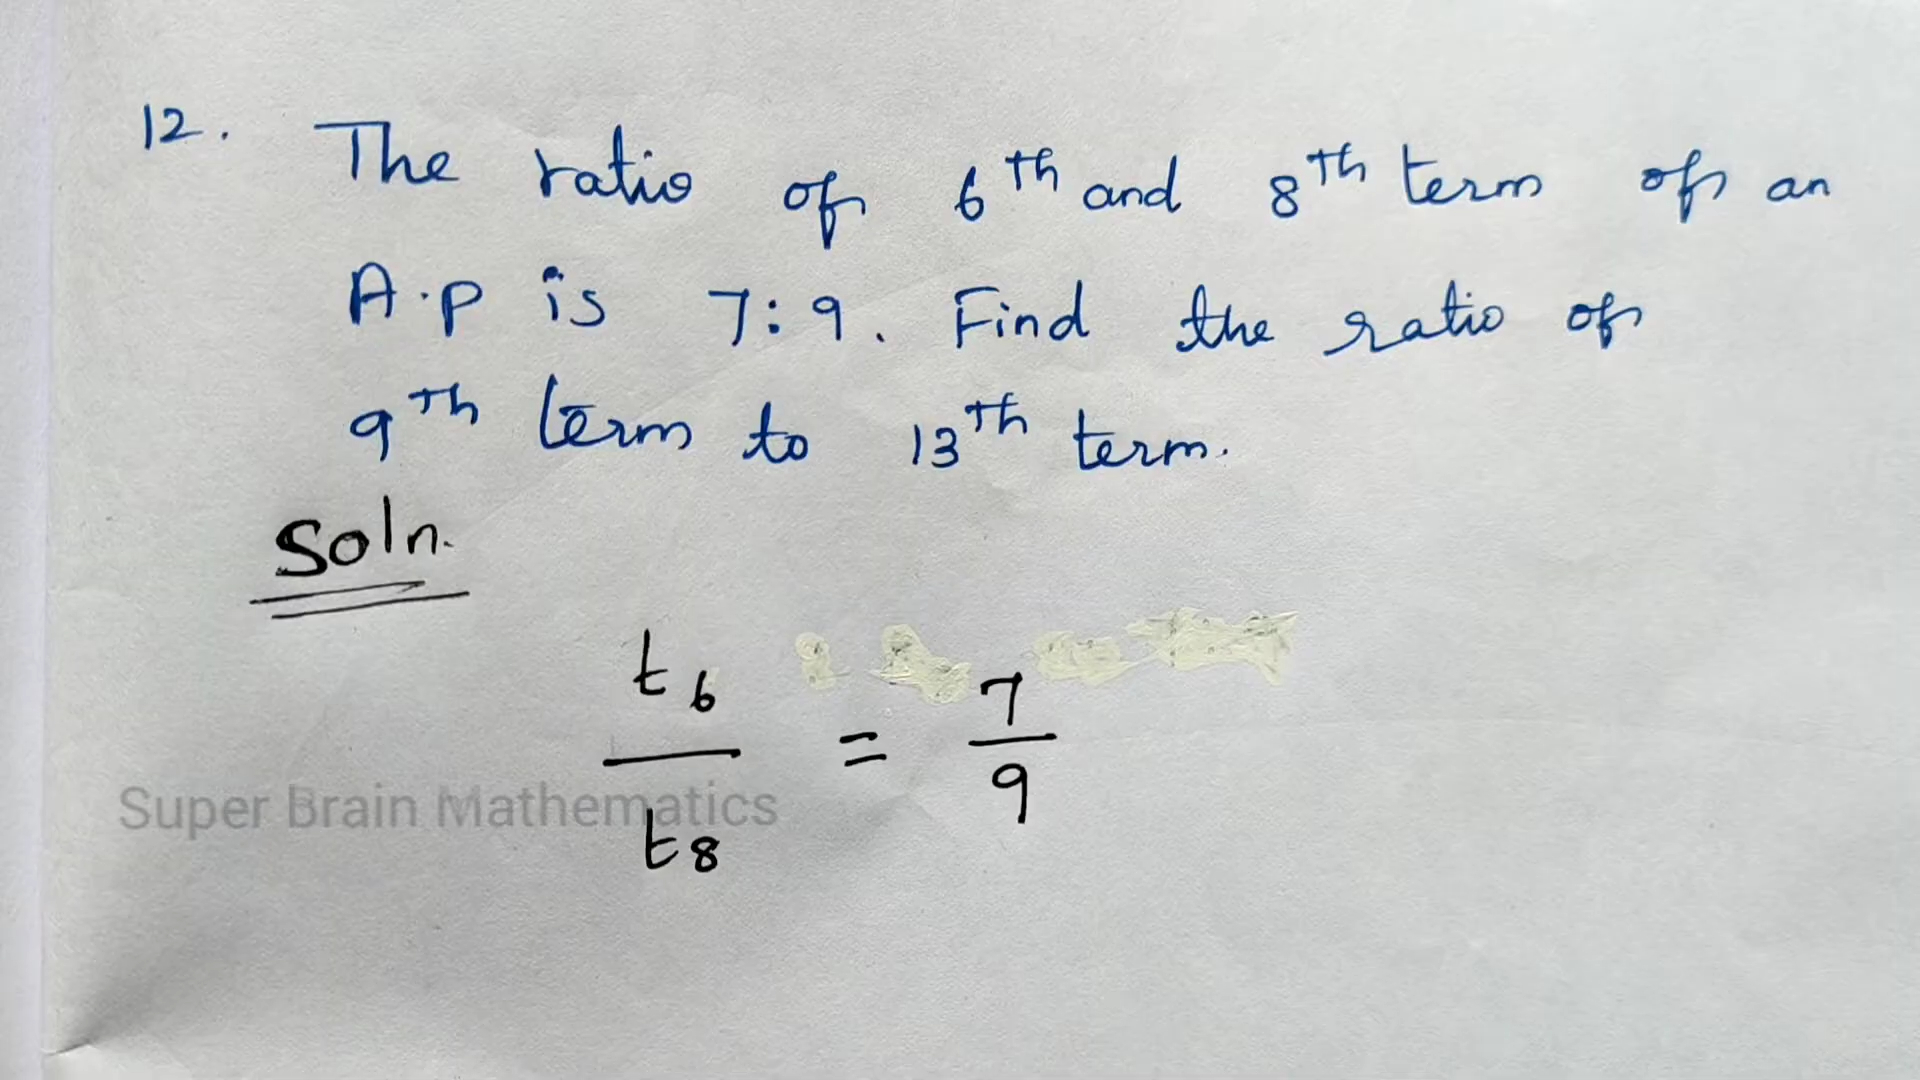 12. The ratio of 6th and 8th term of an
A.p is 7:9. Find the ratio of
9th term to 13th term.
Soln.
t6 = 7
t8 9
Super Brain Mathematics